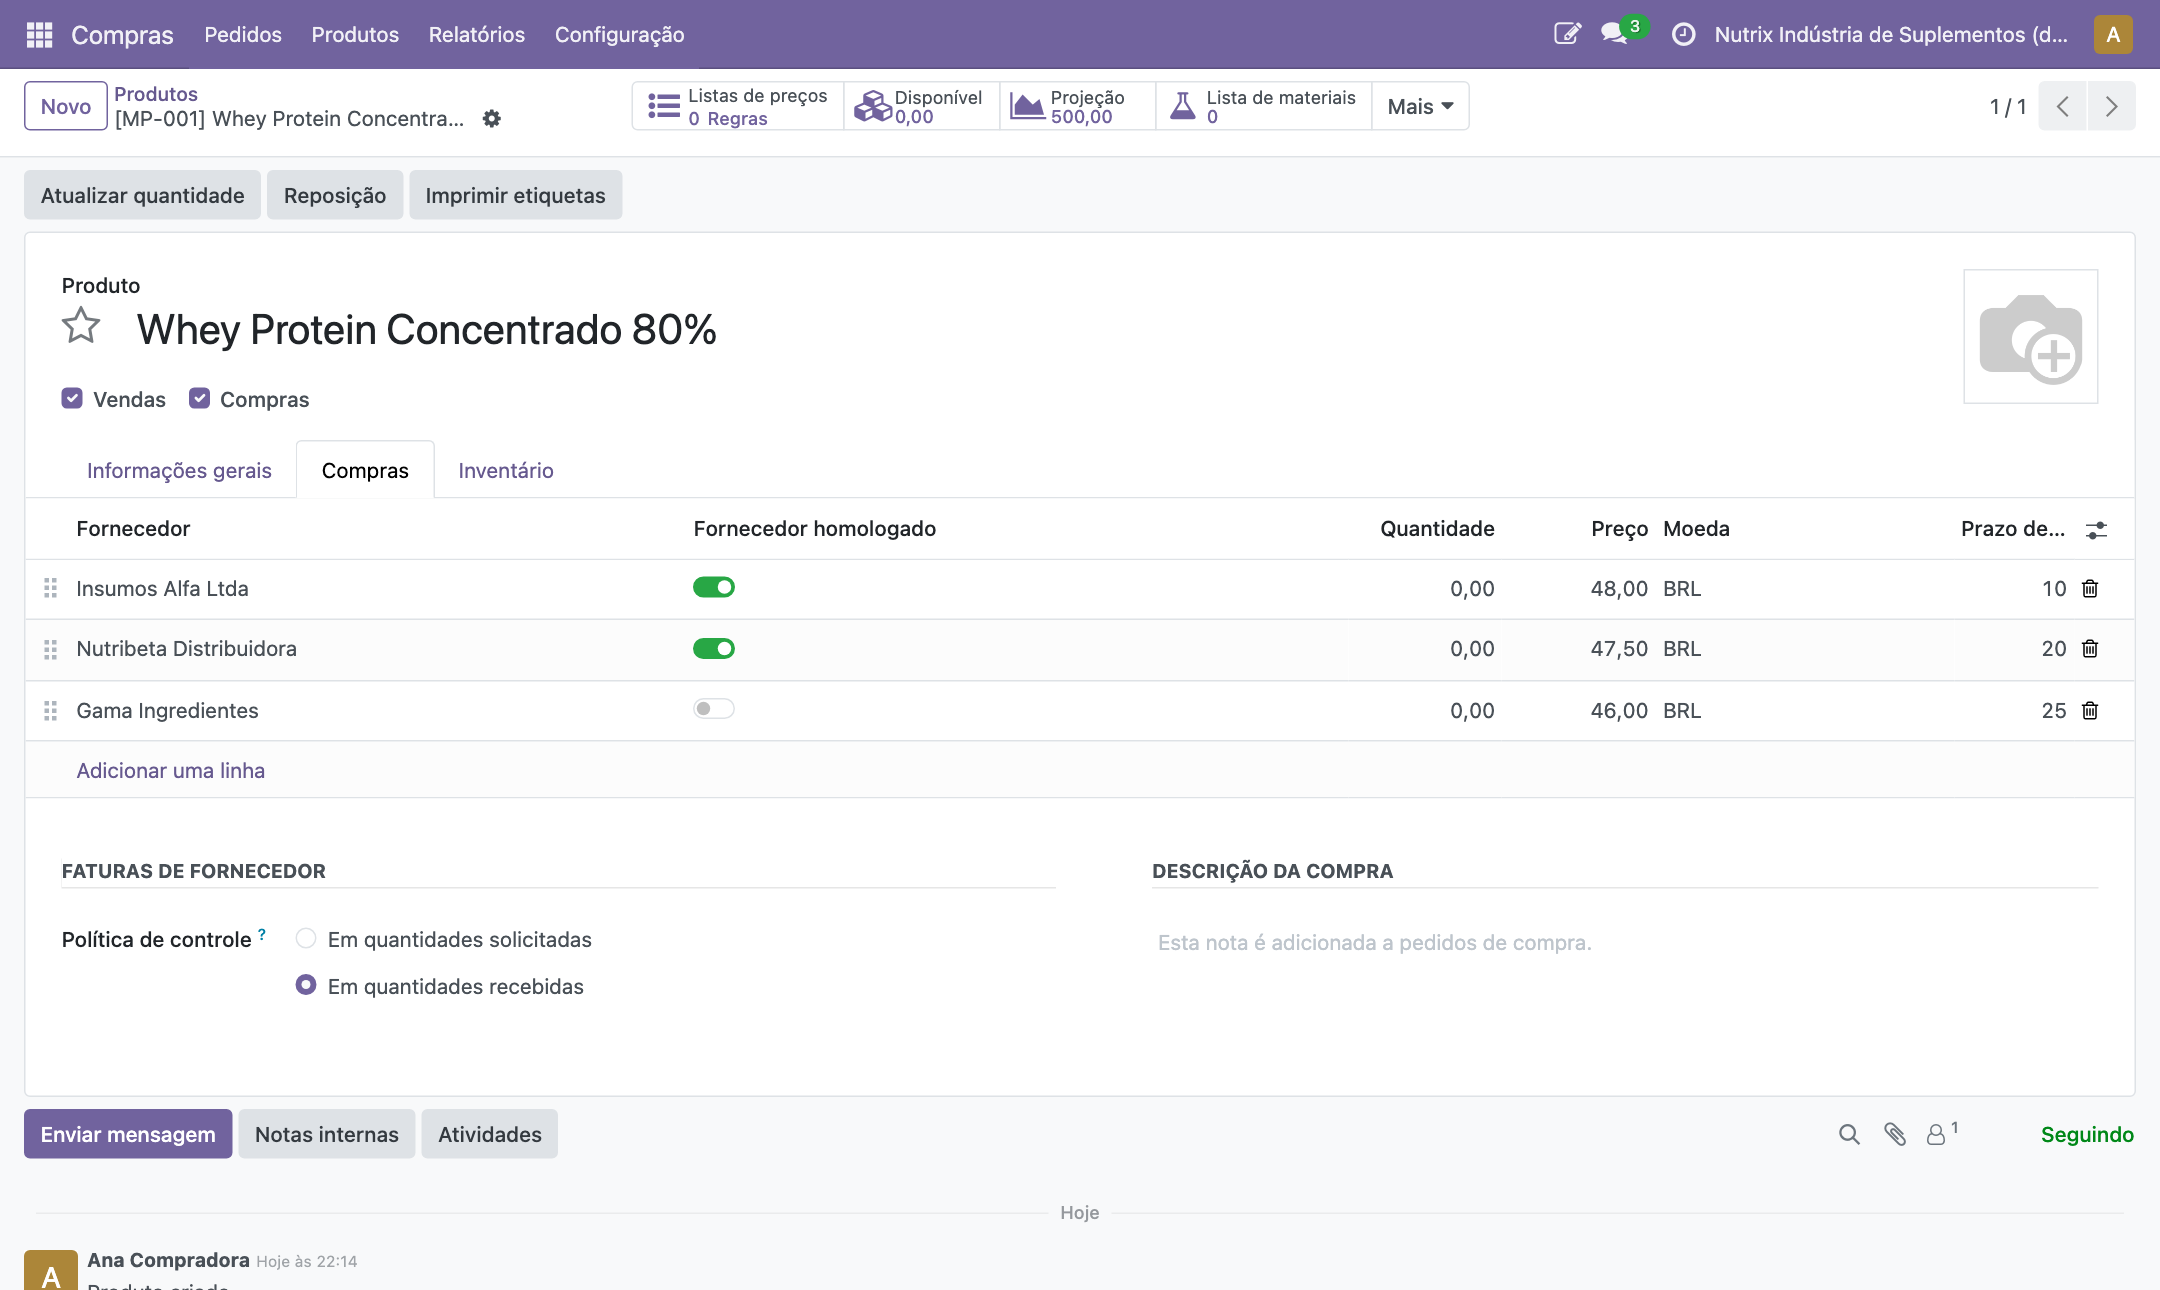 Compras Pedidos Produtos Relatórios Configuração 3 Nutrix Indústria de Suplementos (d... A
Novo
Produtos
[MP-001] Whey Protein Concentra...
Listas de preços
0 Regras
Disponível
0,00
Projeção
500,00
Lista de materiais
0
Mais
1 / 1
Atualizar quantidade Reposição Imprimir etiquetas
Produto
Whey Protein Concentrado 80%
Vendas Compras
Informações gerais Compras Inventário
Fornecedor Fornecedor homologado Quantidade Preço Moeda Prazo de...
Insumos Alfa Ltda 0,00 48,00 BRL 10
Nutribeta Distribuidora 0,00 47,50 BRL 20
Gama Ingredientes 0,00 46,00 BRL 25
Adicionar uma linha
FATURAS DE FORNECEDOR
Política de controle ?
Em quantidades solicitadas
Em quantidades recebidas
DESCRIÇÃO DA COMPRA
Esta nota é adicionada a pedidos de compra.
Enviar mensagem Notas internas Atividades 1 Seguindo
Hoje
A
Ana Compradora Hoje às 22:14
Produto criado